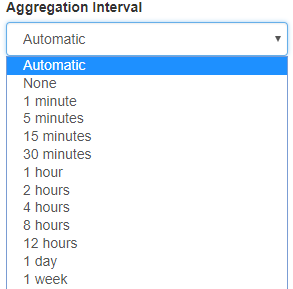 Aggregation Interval
Automatic
Automatic
None
1 minute
5 minutes
15 minutes
30 minutes
1 hour
2 hours
4 hours
8 hours
12 hours
1 day
1 week